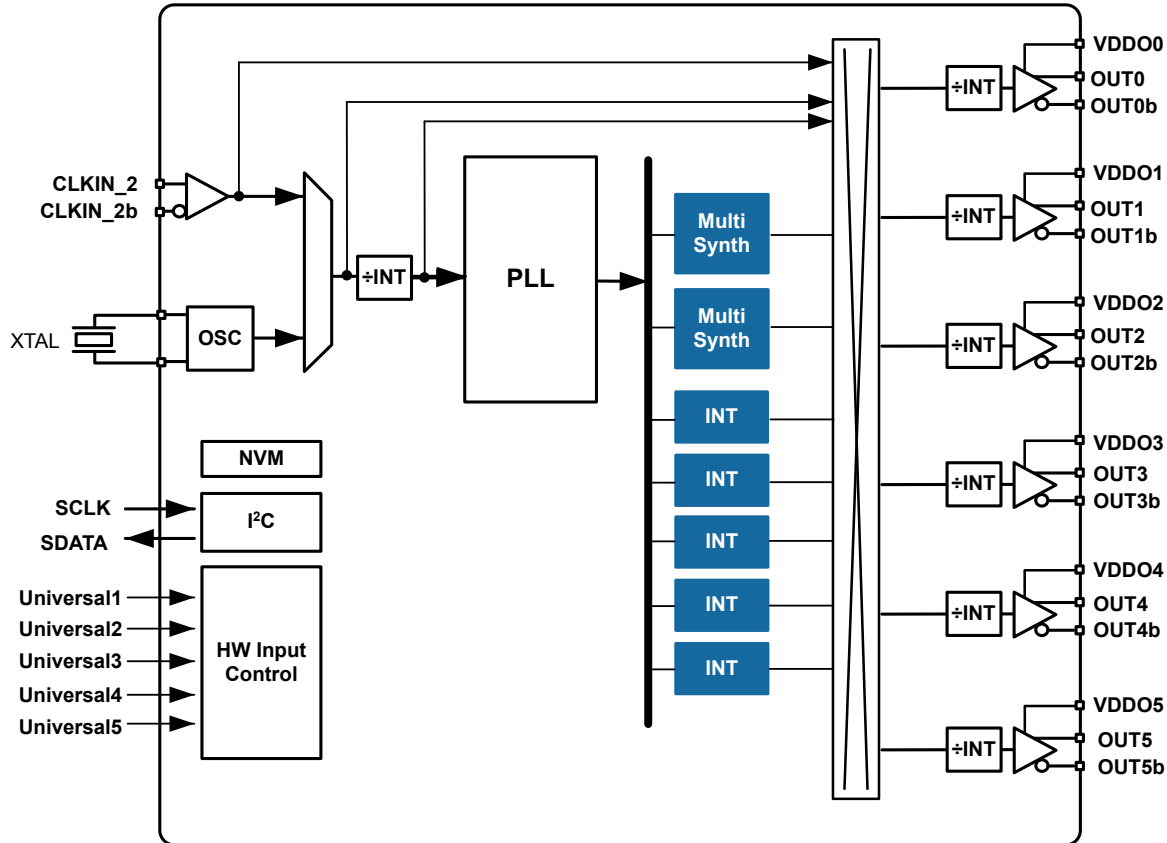 VDDO0
OUT0
OUT0b
÷INT
CLKIN_2
CLKIN_2b
÷INT
PLL
Multi
Synth
VDDO1
OUT1
OUT1b
÷INT
XTAL
OSC
Multi
Synth
VDDO2
OUT2
OUT2b
÷INT
INT
INT
INT
INT
INT
NVM
SCLK
SDATA
I²C
VDDO3
OUT3
OUT3b
÷INT
Universal1
Universal2
Universal3
Universal4
Universal5
HW Input
Control
VDDO4
OUT4
OUT4b
÷INT
VDDO5
OUT5
OUT5b
÷INT